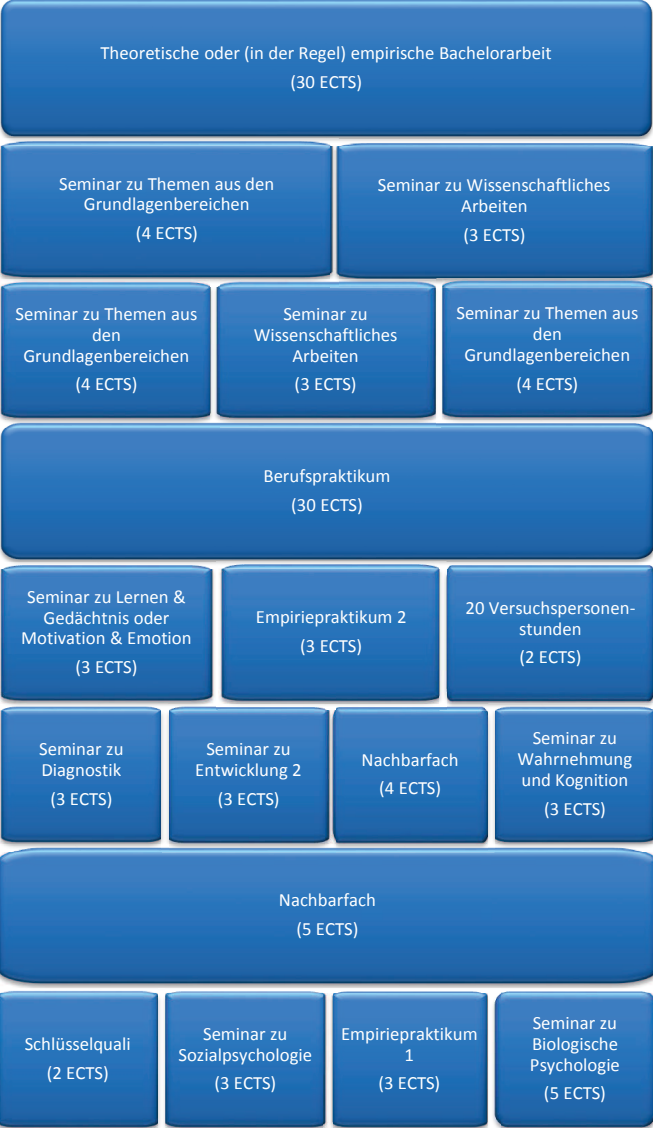 Theoretische oder (in der Regel) empirische Bachelorarbeit
(30 ECTS)
Seminar zu Themen aus den
Grundlagenbereichen
(4 ECTS)
Seminar zu Wissenschaftliches
Arbeiten
(3 ECTS)
Seminar zu Themen aus
den
Grundlagenbereichen
(4 ECTS)
Seminar zu
Wissenschaftliches
Arbeiten
(3 ECTS)
Seminar zu Themen aus
den
Grundlagenbereichen
(4 ECTS)
Berufspraktikum
(30 ECTS)
Seminar zu Lernen &
Gedächtnis oder
Motivation & Emotion
(3 ECTS)
Empiriepraktikum 2
(3 ECTS)
20 Versuchspersonen-
stunden
(2 ECTS)
Seminar zu
Diagnostik
(3 ECTS)
Seminar zu
Entwicklung 2
(3 ECTS)
Nachbarfach
(4 ECTS)
Seminar zu
Wahrnehmung
und Kognition
(3 ECTS)
Nachbarfach
(5 ECTS)
Schlüsselquali
(2 ECTS)
Seminar zu
Sozialpsychologie
(3 ECTS)
Empiriepraktikum
1
(3 ECTS)
Seminar zu
Biologische
Psychologie
(5 ECTS)